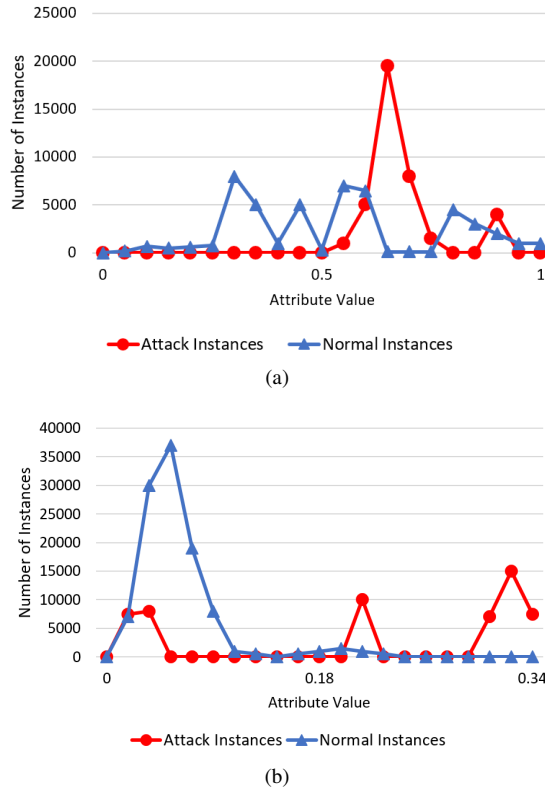 25000
20000
15000
10000
5000
0
Number of Instances
0 0.5 1
Attribute Value
Attack Instances Normal Instances
(a)
40000
35000
30000
25000
20000
15000
10000
5000
0
Number of Instances
0 0.18 0.34
Attribute Value
Attack Instances Normal Instances
(b)